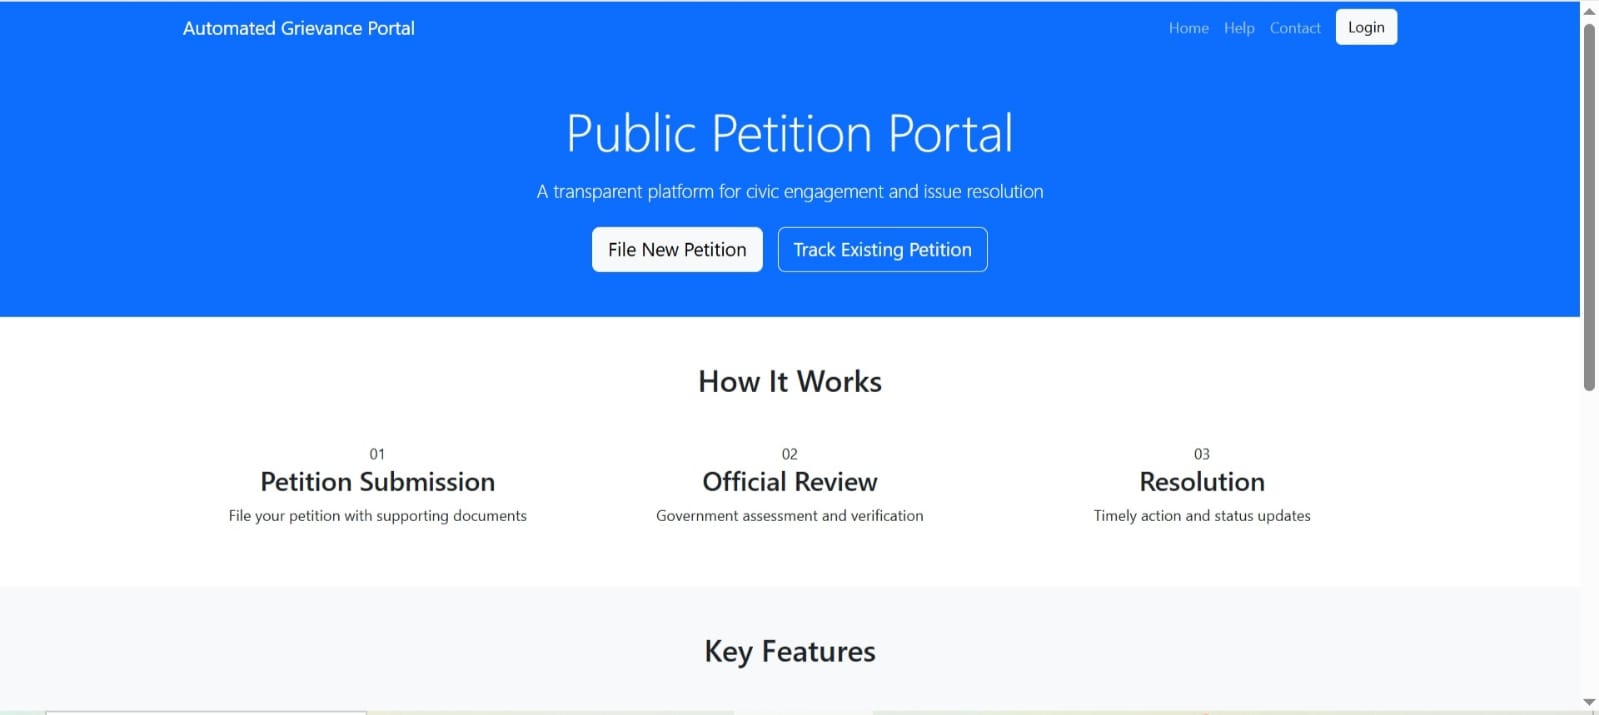 Automated Grievance Portal
Home Help Contact Login
Public Petition Portal
A transparent platform for civic engagement and issue resolution
File New Petition Track Existing Petition
How It Works
01 02 03
Petition Submission Official Review Resolution
File your petition with supporting documents Government assessment and verification Timely action and status updates
Key Features